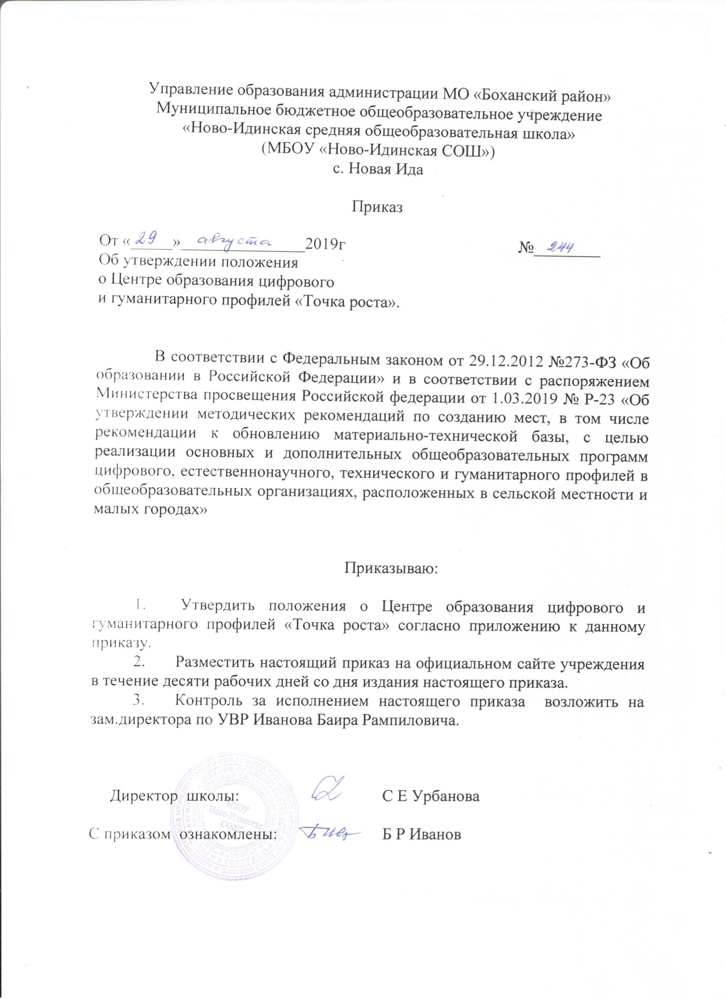 Управление образования администрации МО «Боханский район»
Муниципальное бюджетное общеобразовательное учреждение
«Ново-Идинская средняя общеобразовательная школа»
(МБОУ «Ново-Идинская СОШ»)
с. Новая Ида
Приказ
От «29» августа 2019г № 244
Об утверждении положения
о Центре образования цифрового
и гуманитарного профилей «Точка роста».
В соответствии с Федеральным законом от 29.12.2012 №273-ФЗ «Об
образовании в Российской Федерации» и в соответствии с распоряжением
Министерства просвещения Российской федерации от 1.03.2019 № Р-23 «Об
утверждении методических рекомендаций по созданию мест, в том числе
рекомендации к обновлению материально-технической базы, с целью
реализации основных и дополнительных общеобразовательных программ
цифрового, естественнонаучного, технического и гуманитарного профилей в
общеобразовательных организациях, расположенных в сельской местности и
малых городах»
Приказываю:
1. Утвердить положения о Центре образования цифрового и
гуманитарного профилей «Точка роста» согласно приложению к данному
приказу.
2. Разместить настоящий приказ на официальном сайте учреждения
в течение десяти рабочих дней со дня издания настоящего приказа.
3. Контроль за исполнением настоящего приказа возложить на
зам.директора по УВР Иванова Баира Рампиловича.
Директор школы: С Е Урбанова
С приказом ознакомлены: Б Р Иванов
МБОУ
"Ново-Идинская
СОШ"